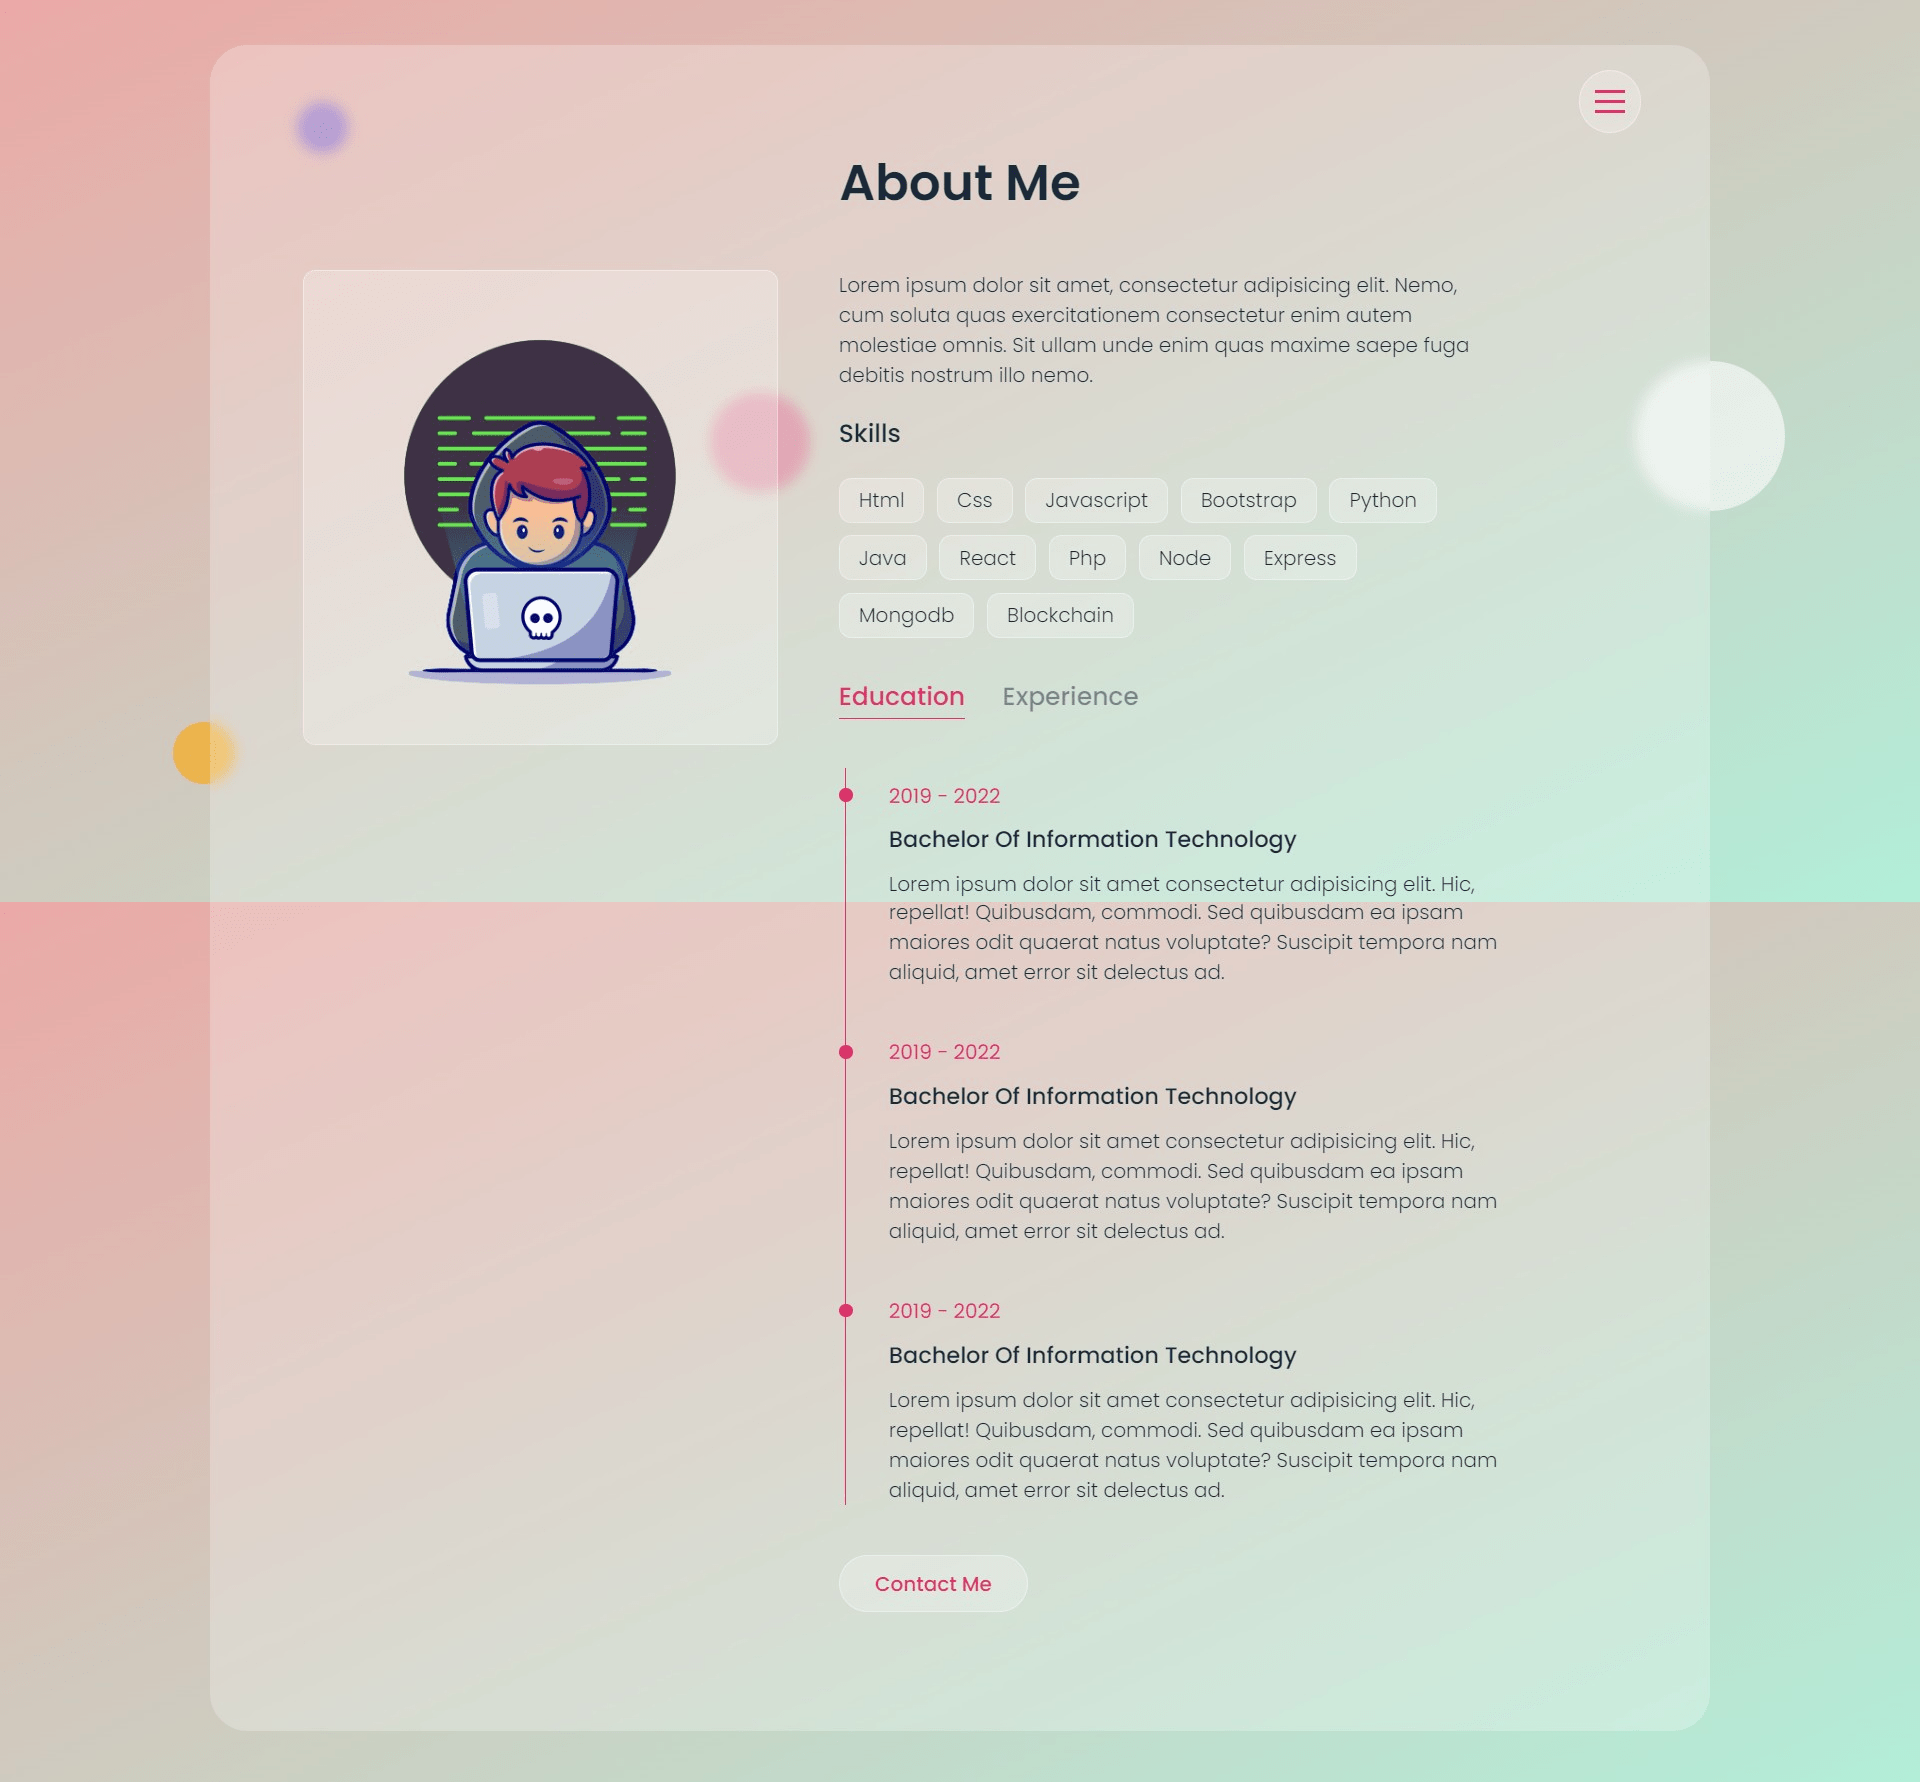 About Me
Lorem ipsum dolor sit amet, consectetur adipisicing elit. Nemo,
cum soluta quas exercitationem consectetur enim autem
molestiae omnis. Sit ullam unde enim quas maxime saepe fuga
debitis nostrum illo nemo.
Skills
Html Css Javascript Bootstrap Python
Java React Php Node Express
Mongodb Blockchain
Education Experience
2019 - 2022
Bachelor Of Information Technology
Lorem ipsum dolor sit amet consectetur adipisicing elit. Hic,
repellat! Quibusdam, commodi. Sed quibusdam ea ipsam
maiores odit quaerat natus voluptate? Suscipit tempora nam
aliquid, amet error sit delectus ad.
2019 - 2022
Bachelor Of Information Technology
Lorem ipsum dolor sit amet consectetur adipisicing elit. Hic,
repellat! Quibusdam, commodi. Sed quibusdam ea ipsam
maiores odit quaerat natus voluptate? Suscipit tempora nam
aliquid, amet error sit delectus ad.
2019 - 2022
Bachelor Of Information Technology
Lorem ipsum dolor sit amet consectetur adipisicing elit. Hic,
repellat! Quibusdam, commodi. Sed quibusdam ea ipsam
maiores odit quaerat natus voluptate? Suscipit tempora nam
aliquid, amet error sit delectus ad.
Contact Me